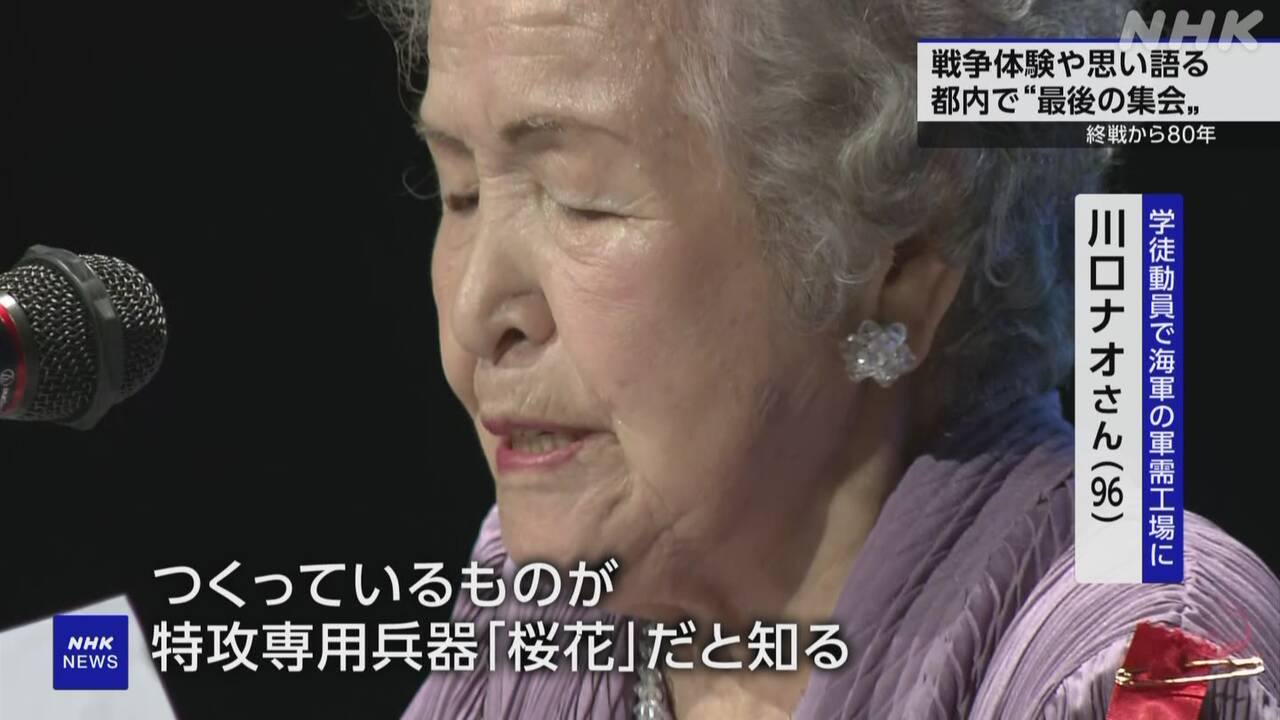 NHK
戦争体験や思い語る
都内で“最後の集会„
終戦から80年
学徒動員で海軍の軍需工場に
川口ナオさん(96)
つくっているものが
特攻専用兵器「桜花」だと知る
NHK
NEWS